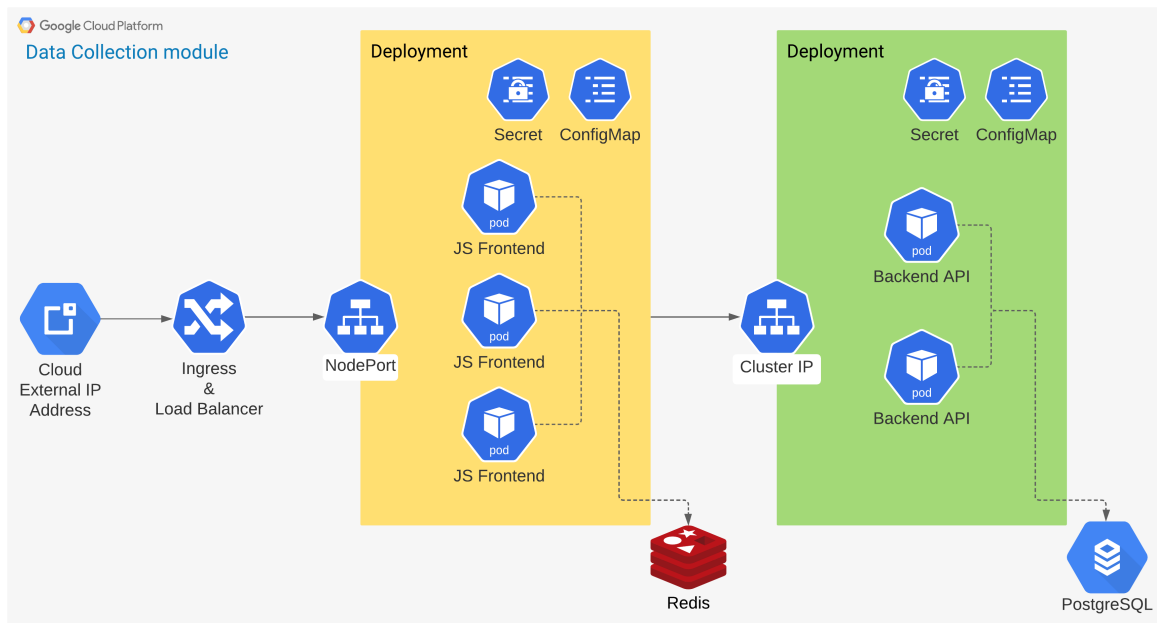 Google Cloud Platform
Data Collection module
Deployment
Secret
ConfigMap
pod
JS Frontend
pod
JS Frontend
pod
JS Frontend
Cloud
External IP
Address
Ingress
&
Load Balancer
NodePort
Redis
Deployment
Secret
ConfigMap
Cluster IP
pod
Backend API
pod
Backend API
PostgreSQL